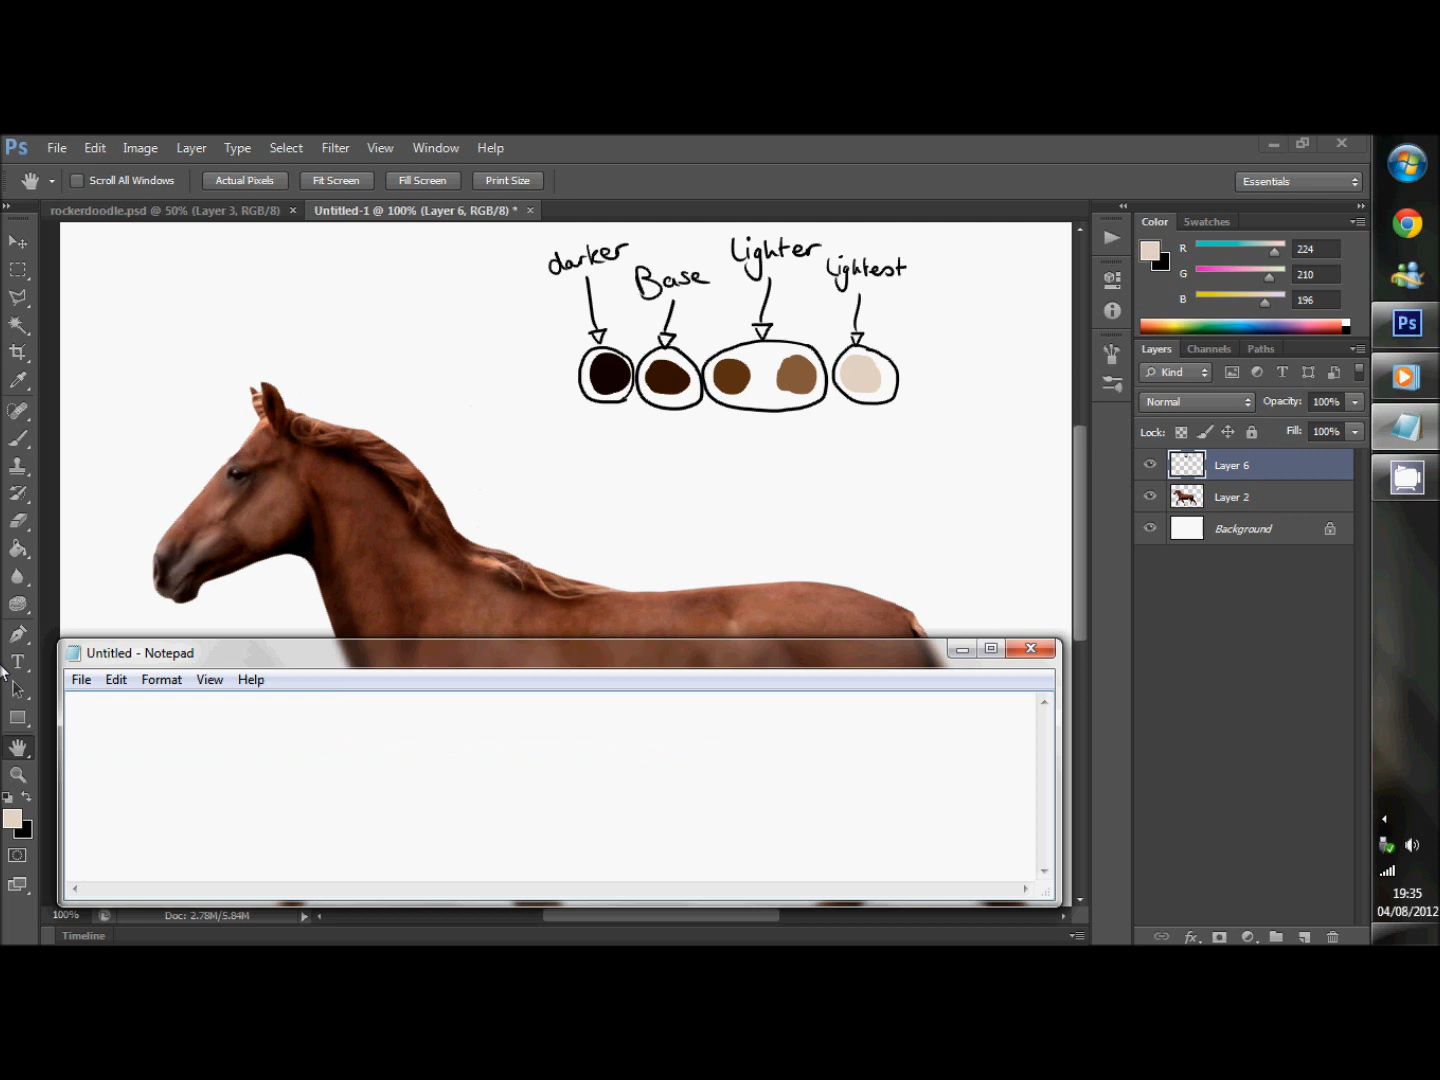 Ps File Edit Image Layer Type Select Filter View Window Help
Scroll All Windows Actual Pixels Fit Screen Fill Screen Print Size Essentials
rockerdoodle.psd @ 50% (Layer 3, RGB/8) × Untitled-1 @ 100% (Layer 6, RGB/8) * ×
Color Swatches
R 224
G 210
B 196
darker Base Lighter Lightest
Layers Channels Paths
Kind
Normal Opacity: 100%
Lock: Fill: 100%
Layer 6
Layer 2
Background
Ps
Untitled - Notepad
File Edit Format View Help
100% Doc: 2.78M/5.84M
Timeline
fx
19:35
04/08/2012